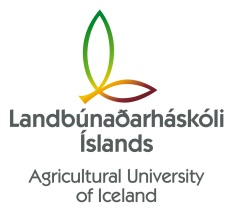 Landbúnaðarháskóli
Íslands
Agricultural University
of Iceland